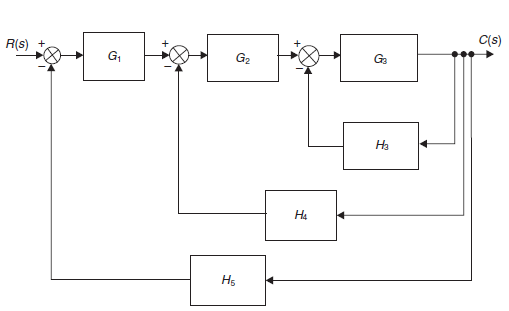 R(s) + G₁ + G₂ + G₃ C(s)
− − −
H₃
H₄
H₅